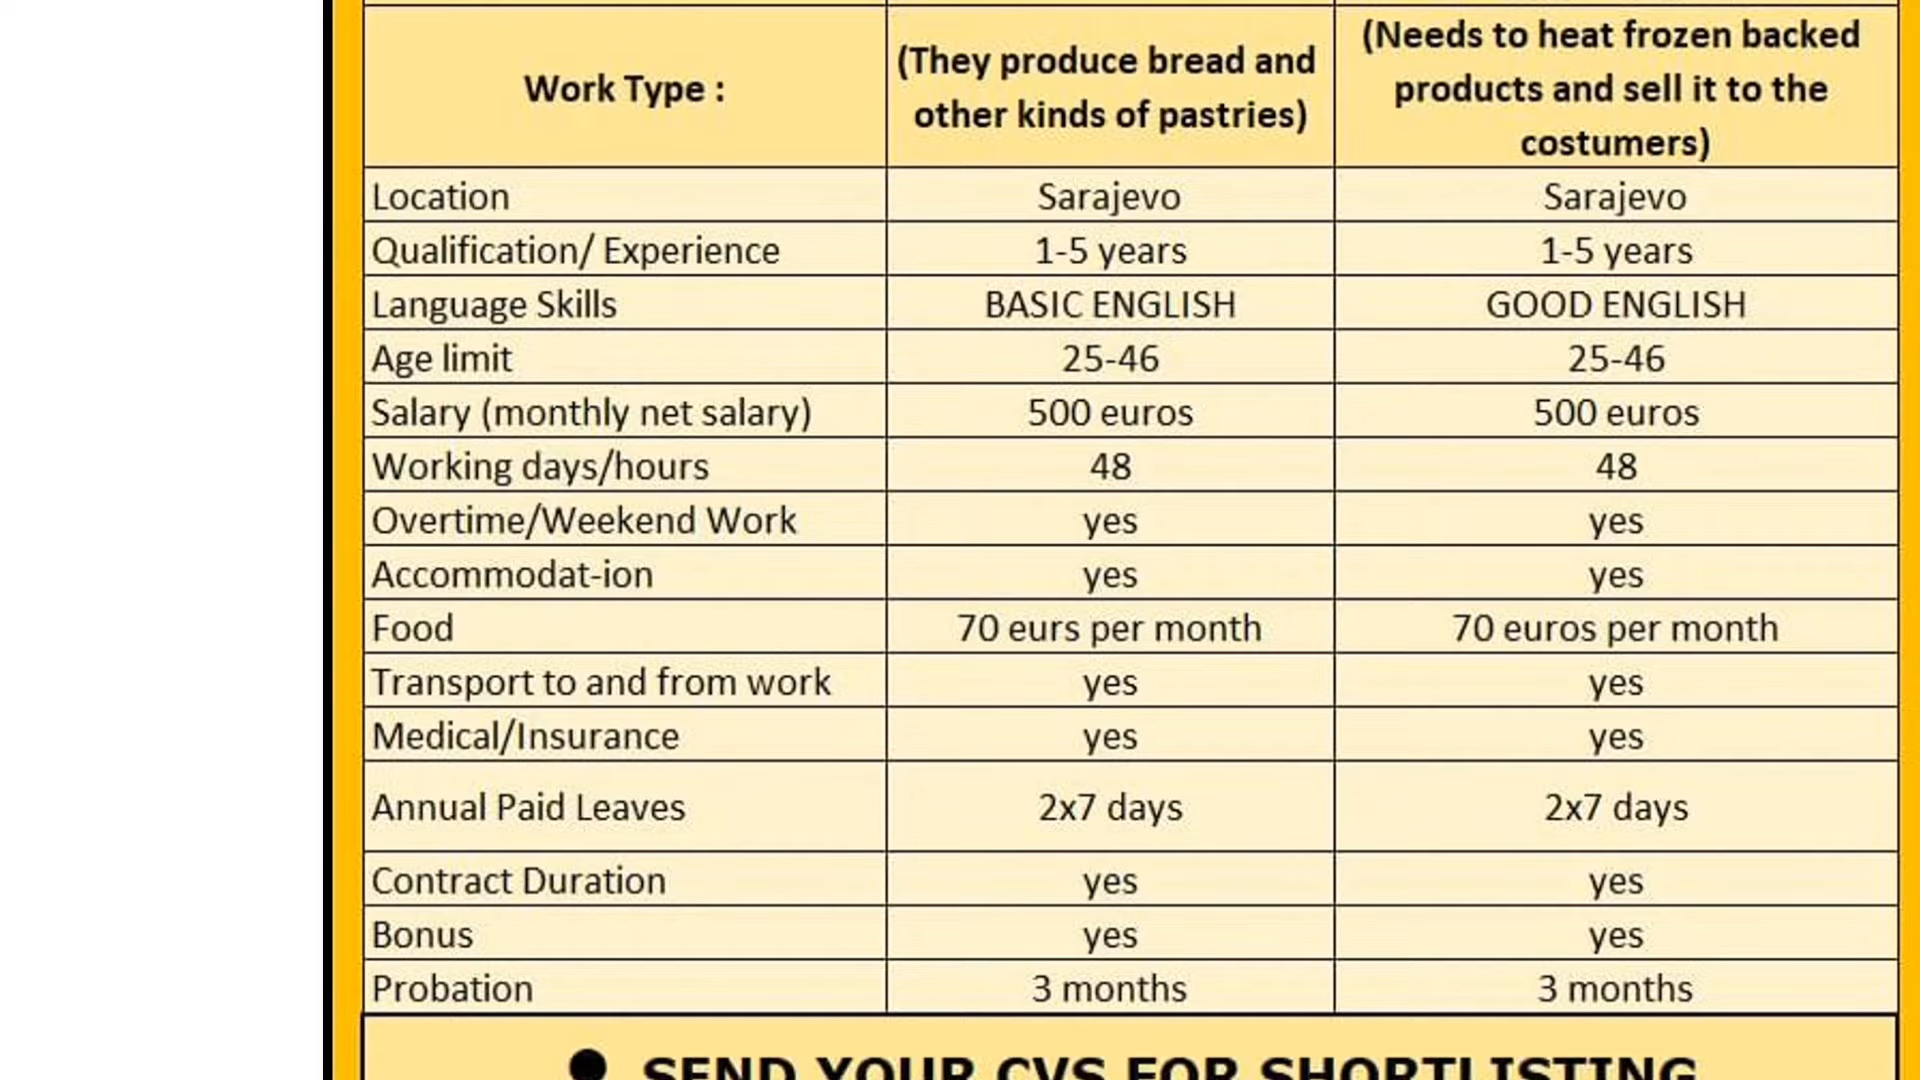 Work Type :
(They produce bread and
other kinds of pastries)
(Needs to heat frozen backed
products and sell it to the
costumers)
Location Sarajevo Sarajevo
Qualification/ Experience 1-5 years 1-5 years
Language Skills BASIC ENGLISH GOOD ENGLISH
Age limit 25-46 25-46
Salary (monthly net salary) 500 euros 500 euros
Working days/hours 48 48
Overtime/Weekend Work yes yes
Accommodat-ion yes yes
Food 70 eurs per month 70 euros per month
Transport to and from work yes yes
Medical/Insurance yes yes
Annual Paid Leaves 2x7 days 2x7 days
Contract Duration yes yes
Bonus yes yes
Probation 3 months 3 months
● SEND YOUR CVS FOR SHORTLISTING